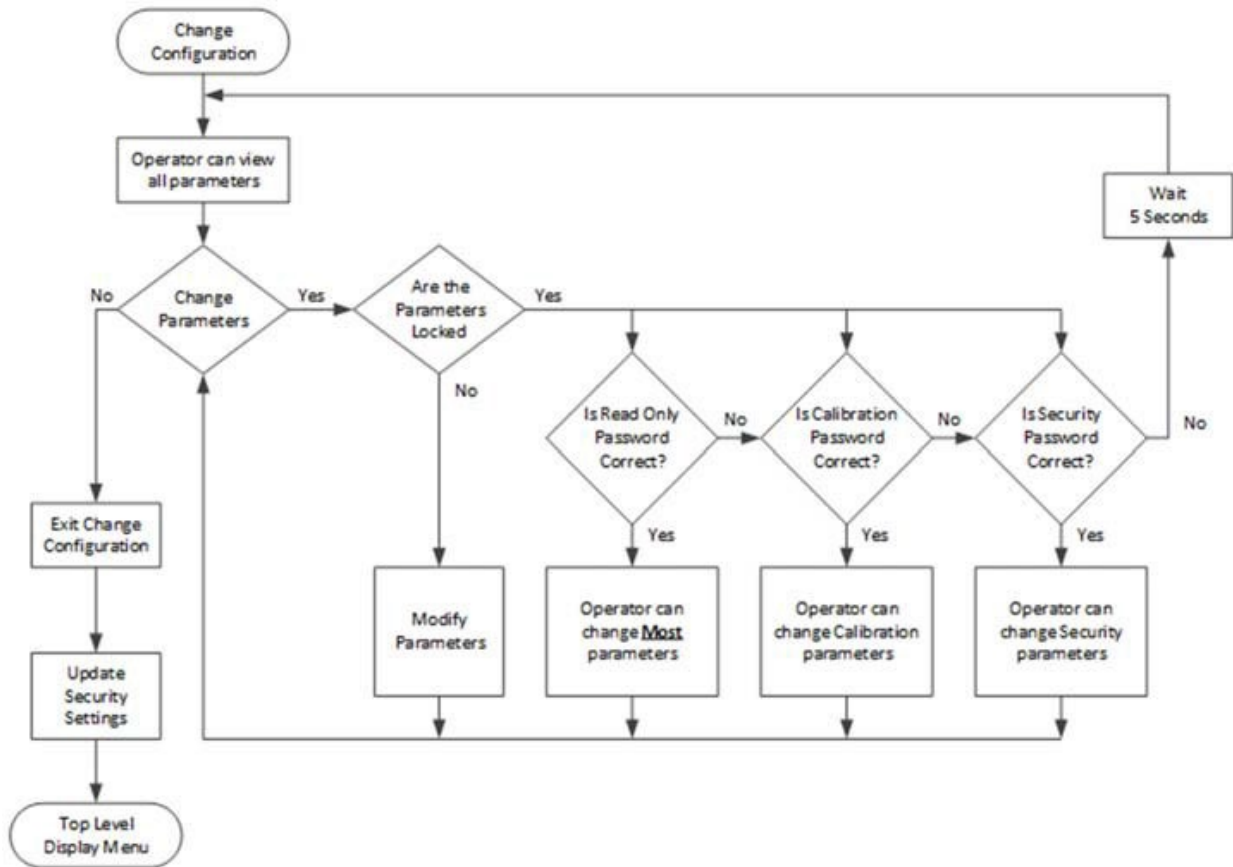 Change
Configuration
Operator can view
all parameters
Wait
5 Seconds
No
Change
Parameters
Yes
Are the
Parameters
Locked
Yes
No
Is Read Only
Password
Correct?
No
Is Calibration
Password
Correct?
No
Is Security
Password
Correct?
No
Exit Change
Configuration
Yes
Yes
Yes
Modify
Parameters
Operator can
change Most
parameters
Operator can
change Calibration
parameters
Operator can
change Security
parameters
Update
Security
Settings
Top Level
Display Menu